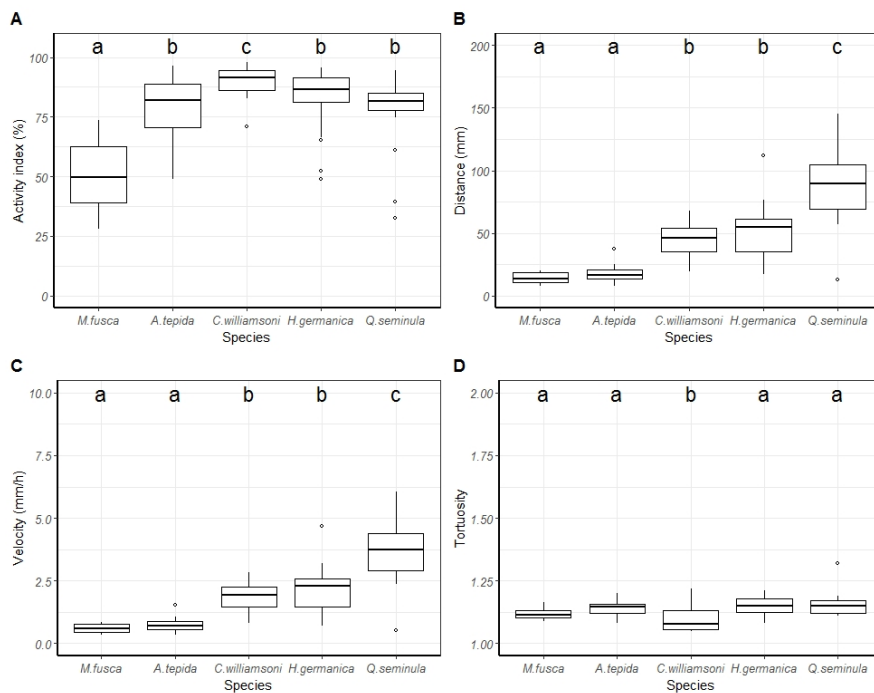 A
a b c b b
100
75
50
25
0
Activity index (%)
M.fusca A.tepida C.williamsoni H.germanica Q.seminula
Species
B
a a b b c
200
150
100
50
0
Distance (mm)
M.fusca A.tepida C.williamsoni H.germanica Q.seminula
Species
C
a a b b c
10.0
7.5
5.0
2.5
0.0
Velocity (mm/h)
M.fusca A.tepida C.williamsoni H.germanica Q.seminula
Species
D
a a b a a
2.00
1.75
1.50
1.25
1.00
Tortuosity
M.fusca A.tepida C.williamsoni H.germanica Q.seminula
Species